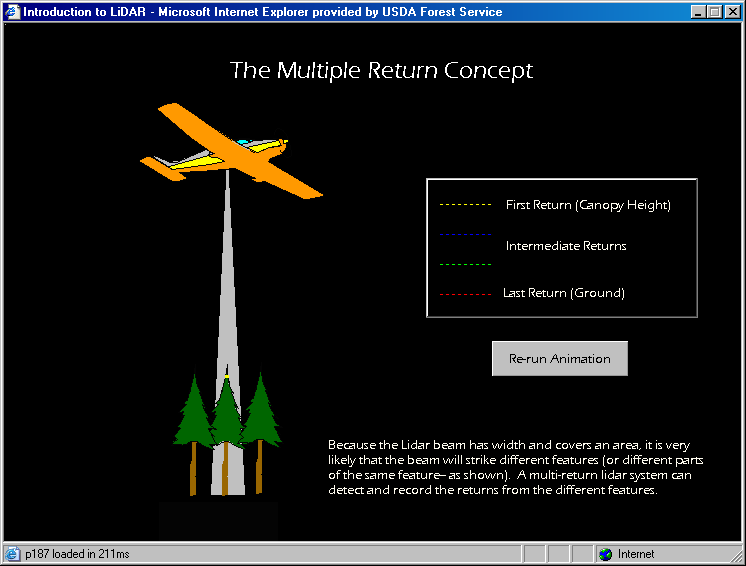 Introduction to LiDAR - Microsoft Internet Explorer provided by USDA Forest Service
The Multiple Return Concept
First Return (Canopy Height)
Intermediate Returns
Last Return (Ground)
Re-run Animation
Because the Lidar beam has width and covers an area, it is very
likely that the beam will strike different features (or different parts
of the same feature--as shown).  A multi-return lidar system can
detect and record the returns from the different features.
p187 loaded in 211ms
Internet